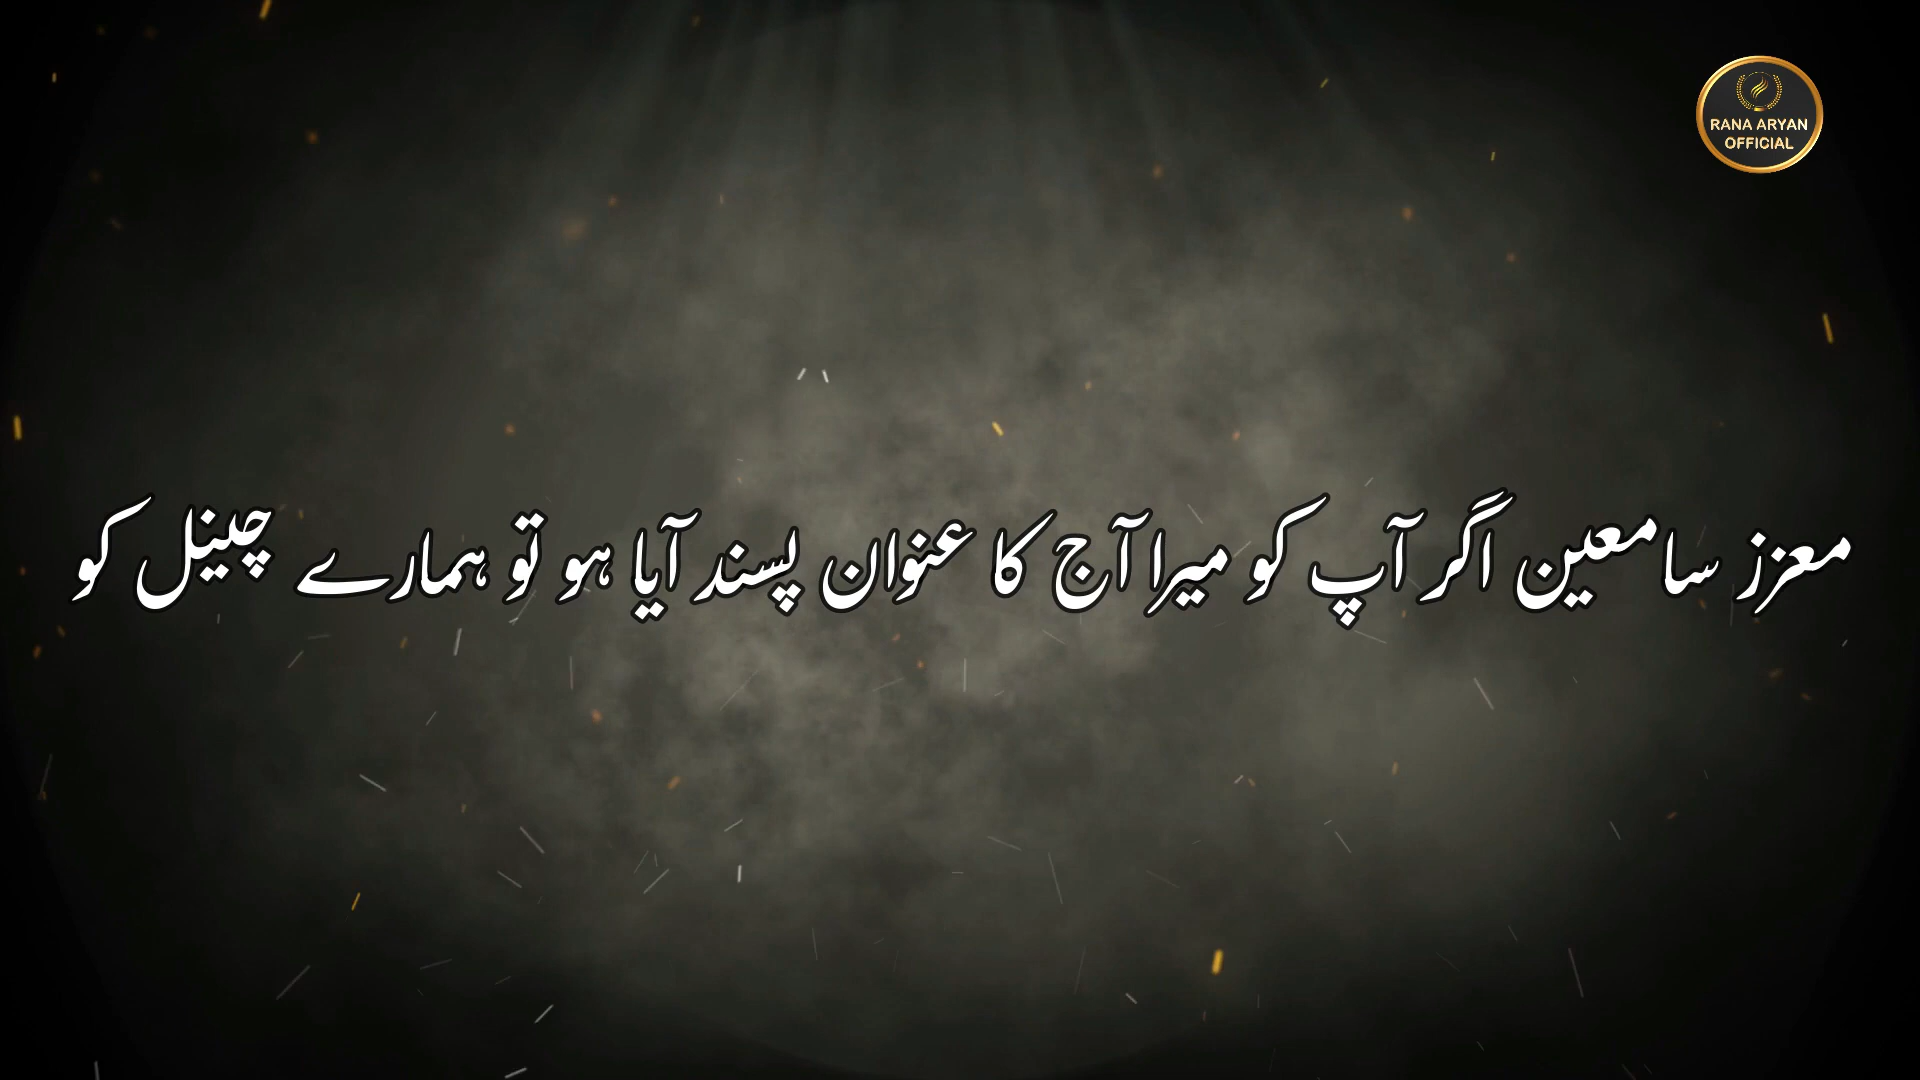 RANA ARYAN
OFFICIAL
معزز سامعین اگر آپ کو میرا آج کا عنوان پسند آیا ہو تو ہمارے چینل کو